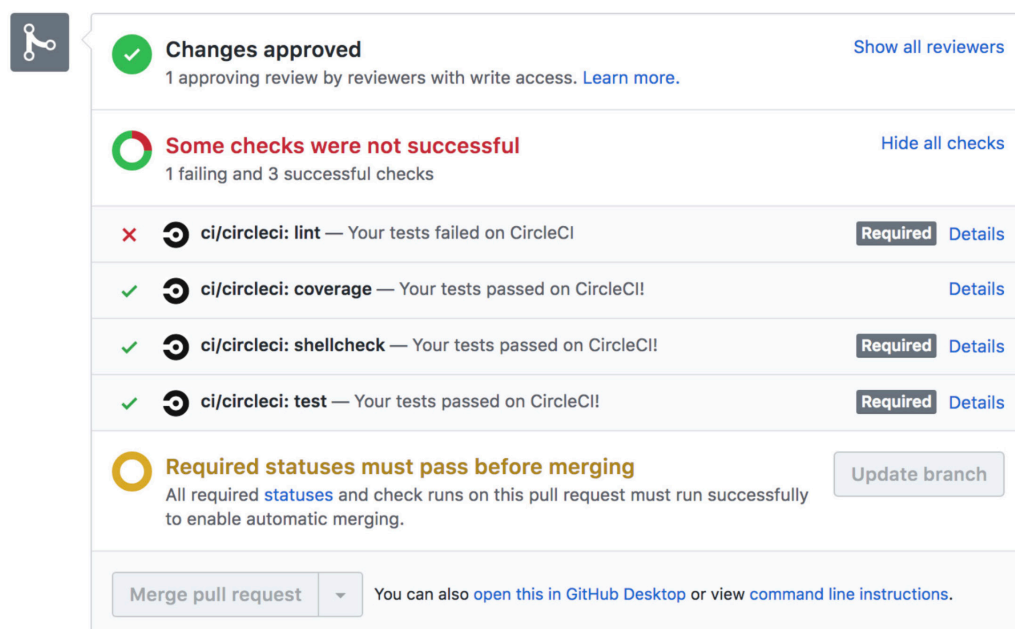 Changes approved
Show all reviewers
1 approving review by reviewers with write access. Learn more.
Some checks were not successful
Hide all checks
1 failing and 3 successful checks
ci/circleci: lint — Your tests failed on CircleCI
Required
Details
ci/circleci: coverage — Your tests passed on CircleCI!
Details
ci/circleci: shellcheck — Your tests passed on CircleCI!
Required
Details
ci/circleci: test — Your tests passed on CircleCI!
Required
Details
Required statuses must pass before merging
All required statuses and check runs on this pull request must run successfully
to enable automatic merging.
Update branch
Merge pull request
You can also open this in GitHub Desktop or view command line instructions.